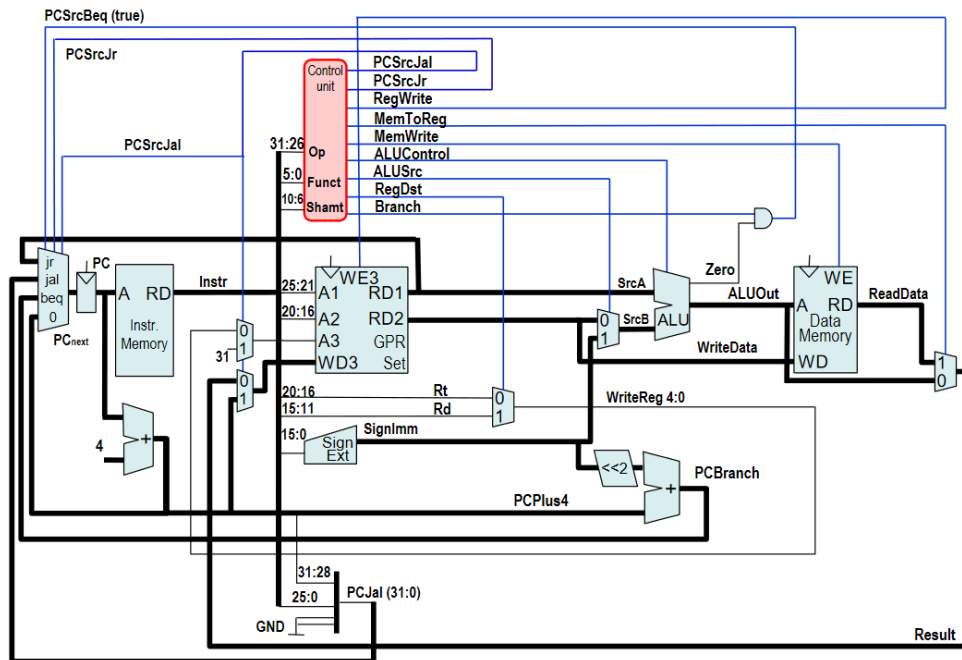 PCSrcBeq (true)
PCSrcJr
PCSrcJal
Control
unit
PCSrcJal
PCSrcJr
RegWrite
MemToReg
MemWrite
ALUControl
ALUSrc
RegDst
Branch
31:26
Op
5:0
Funct
10:6
Shamt
jr
jal
beq
0
PC
PCnext
A RD
Instr.
Memory
Instr
25:21
20:16
0
1
31
0
1
WE3
A1 RD1
A2 RD2
A3 GPR
WD3 Set
SrcA
0
1
SrcB
ALU
Zero
ALUOut
WriteData
WE
A RD
Data
Memory
WD
ReadData
1
0
20:16
Rt
15:11
Rd
0
1
WriteReg 4:0
15:0
Sign
Ext
SignImm
<<2
+
PCBranch
4
+
PCPlus4
31:28
25:0
PCJal (31:0)
GND
Result